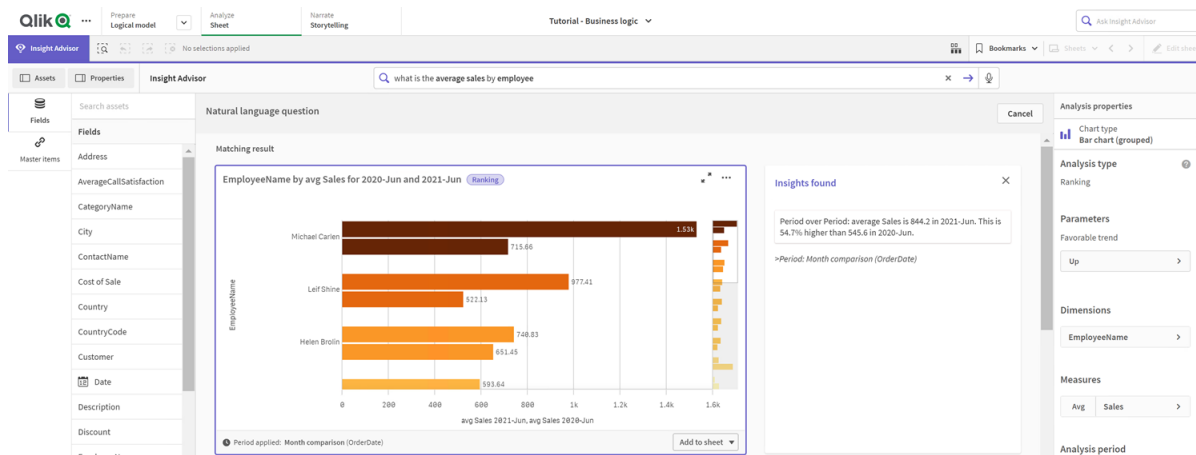 Qlik
Prepare
Logical model
Analyze
Sheet
Narrate
Storytelling
Tutorial - Business logic
Ask Insight Advisor
Insight Advisor
No selections applied
Bookmarks
Sheets
Edit shee
Assets
Properties
Insight Advisor
what is the average sales by employee
Fields
Master items
Search assets
Fields
Address
AverageCallSatisfaction
CategoryName
City
ContactName
Cost of Sale
Country
CountryCode
Customer
Date
Description
Discount
Natural language question
Cancel
Matching result
EmployeeName by avg Sales for 2020-Jun and 2021-Jun
Ranking
EmployeeName
Michael Carlen
1.53k
715.66
Leif Shine
977.41
522.13
Helen Brolin
740.83
651.45
593.64
0 200 400 600 800 1k 1.2k 1.4k 1.6k
avg Sales 2021-Jun, avg Sales 2020-Jun
Period applied: Month comparison (OrderDate)
Add to sheet
Insights found
Period over Period: average Sales is 844.2 in 2021-Jun. This is
54.7% higher than 545.6 in 2020-Jun.
>Period: Month comparison (OrderDate)
Analysis properties
Chart type
Bar chart (grouped)
Analysis type
Ranking
Parameters
Favorable trend
Up
Dimensions
EmployeeName
Measures
Avg Sales
Analysis period